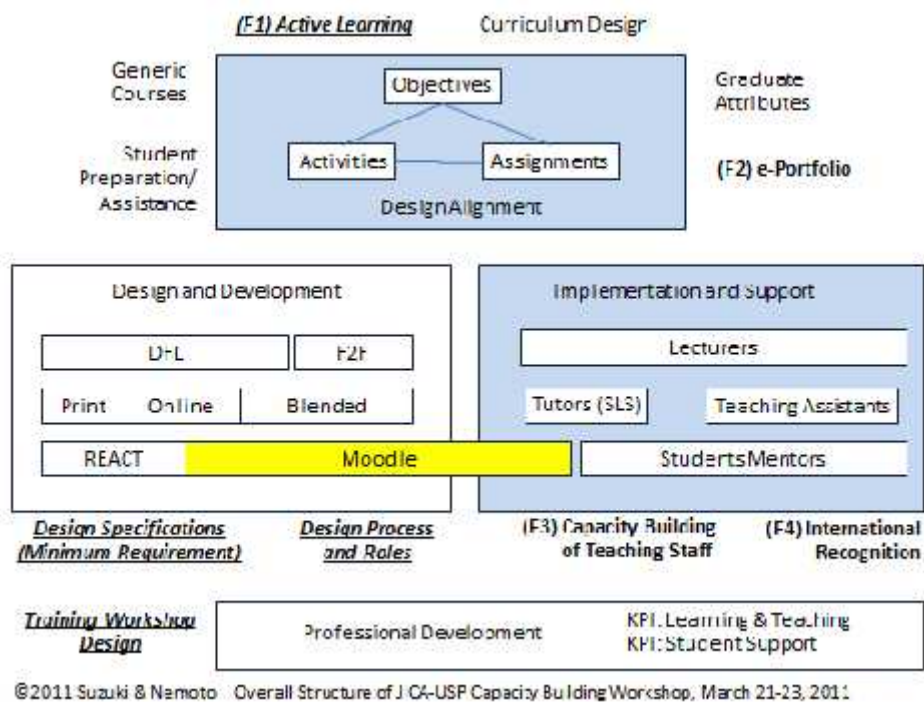 (F1) Active Learning
Curriculum Design
Generic
Courses
Objectives
Graduate
Attributes
Student
Preparation/
Assistance
Activities
Assignments
(F2) e-Portfolio
Design Alignment
Design and Development
Implementation and Support
DFL
F2F
Lecturers
Print
Online
Blended
Tutors (SLS)
Teaching Assistants
REACT
Moodle
Students Mentors
Design Specifications
(Minimum Requirement)
Design Process
and Roles
(F3) Capacity Building
of Teaching Staff
(F4) International
Recognition
Training Workshop
Design
Professional Development
KPI: Learning & Teaching
KPI: Student Support
©2011 Suzuki & Nemoto Overall Structure of JICA-USP Capacity Building Workshop, March 21-23, 2011